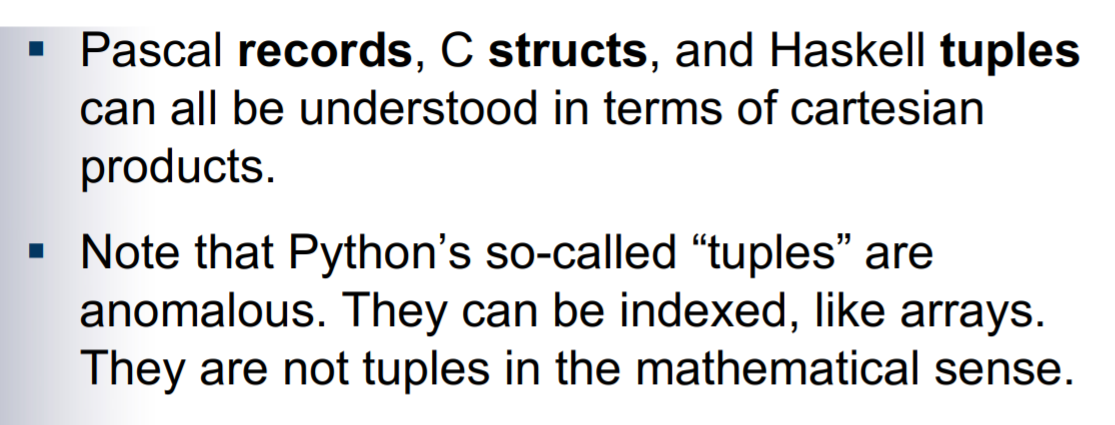 ▪ Pascal records, C structs, and Haskell tuples
can all be understood in terms of cartesian
products.
▪ Note that Python’s so-called “tuples” are
anomalous. They can be indexed, like arrays.
They are not tuples in the mathematical sense.